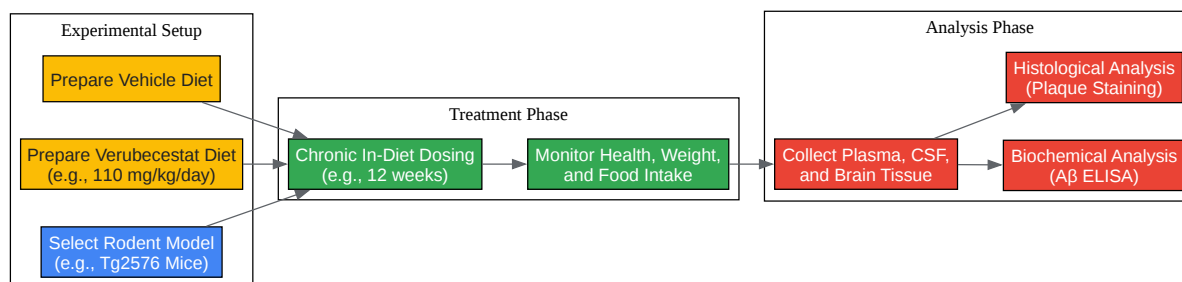 Experimental Setup
Prepare Vehicle Diet
Prepare Verubecestat Diet
(e.g., 110 mg/kg/day)
Select Rodent Model
(e.g., Tg2576 Mice)
Treatment Phase
Chronic In-Diet Dosing
(e.g., 12 weeks)
Monitor Health, Weight,
and Food Intake
Analysis Phase
Collect Plasma, CSF,
and Brain Tissue
Histological Analysis
(Plaque Staining)
Biochemical Analysis
(Aβ ELISA)